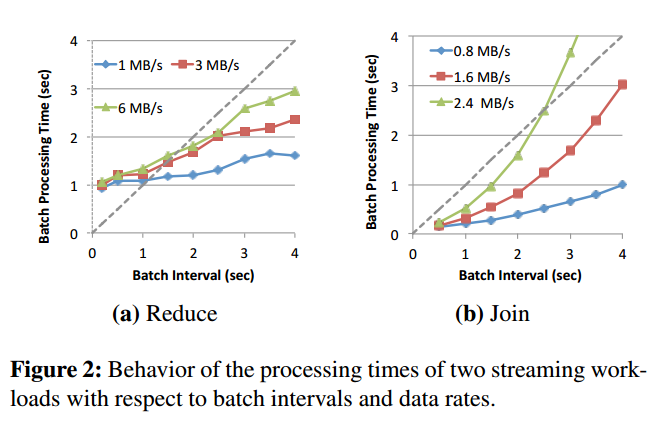 4
3
2
1
0
0
1
2
3
4
Batch Processing Time (sec)
Batch Interval (sec)
1 MB/s
3 MB/s
6 MB/s
(a) Reduce
4
3
2
1
0
0
1
2
3
4
Batch Processing Time (sec)
Batch Interval (sec)
0.8 MB/s
1.6 MB/s
2.4 MB/s
(b) Join
Figure 2: Behavior of the processing times of two streaming work-
loads with respect to batch intervals and data rates.